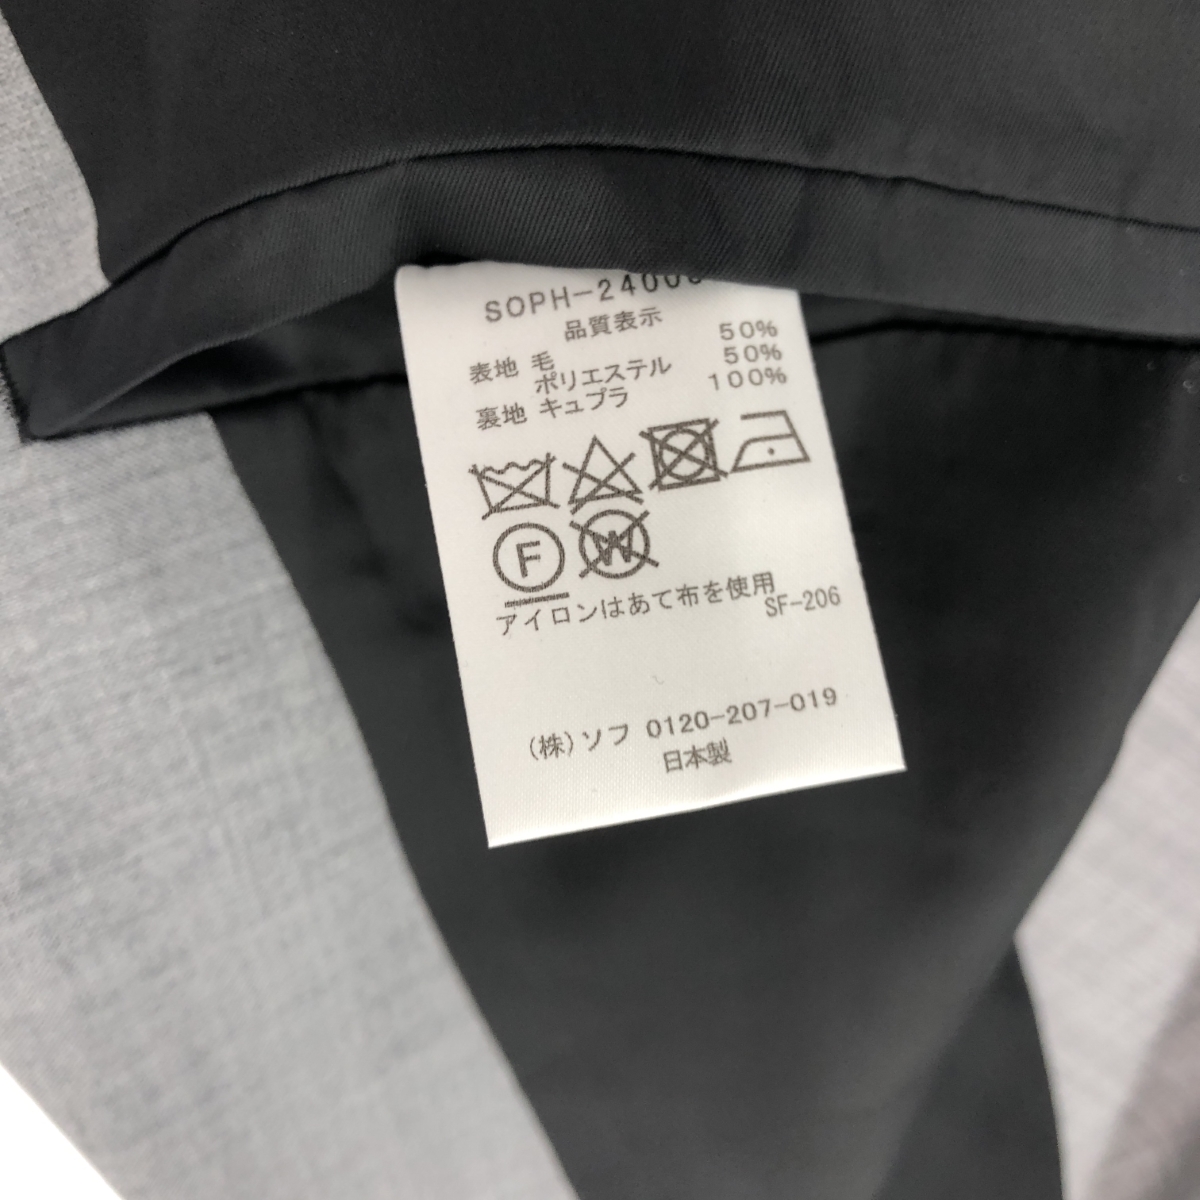 SOPH-2400
品質表示
表地 毛 50%
ポリエステル 50%
裏地 キュプラ 100%
F W
アイロンはあて布を使用
SF-206
(株)ソフ 0120-207-019
日本製